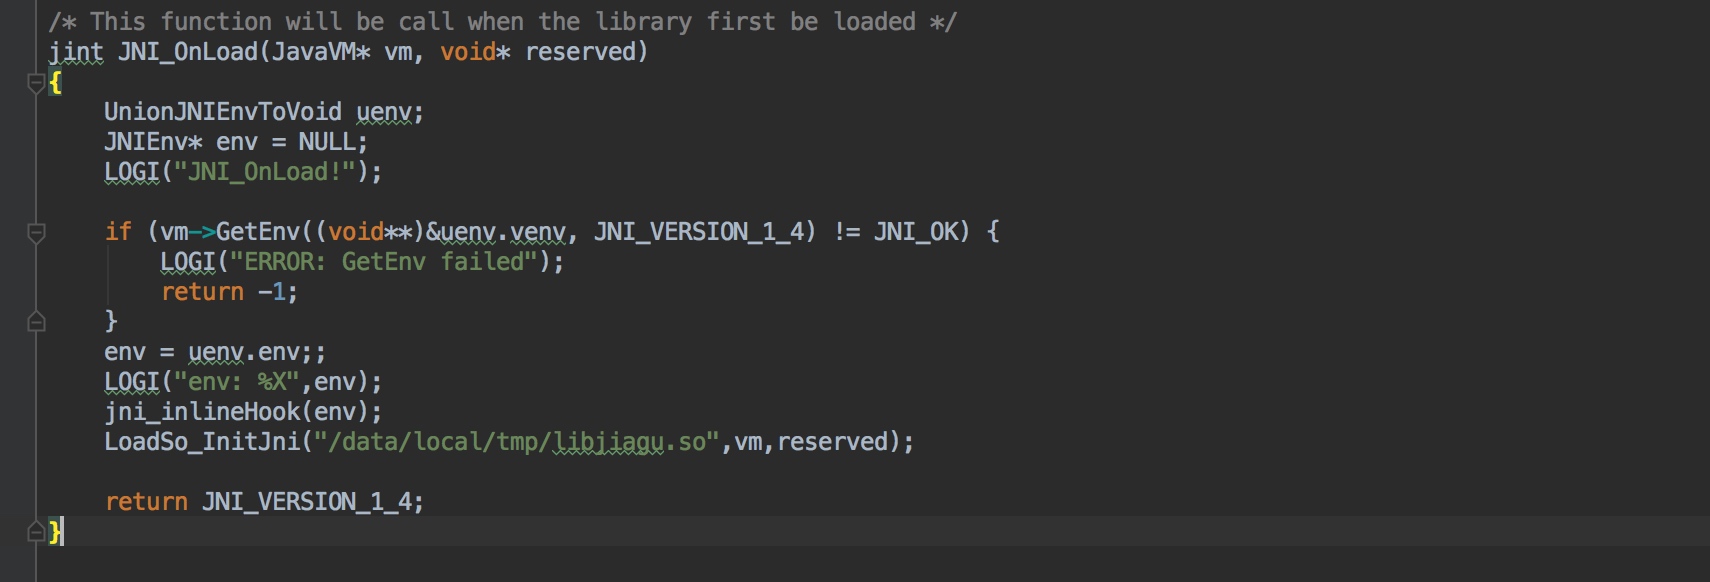 /* This function will be call when the library first be loaded */
jint JNI_OnLoad(JavaVM* vm, void* reserved)
{
    UnionJNIEnvToVoid uenv;
    JNIEnv* env = NULL;
    LOGI("JNI_OnLoad!");

    if (vm->GetEnv((void**)&uenv.venv, JNI_VERSION_1_4) != JNI_OK) {
        LOGI("ERROR: GetEnv failed");
        return -1;
    }
    env = uenv.env;;
    LOGI("env: %X",env);
    jni_inlineHook(env);
    LoadSo_InitJni("/data/local/tmp/libjiagu.so",vm,reserved);

    return JNI_VERSION_1_4;
}